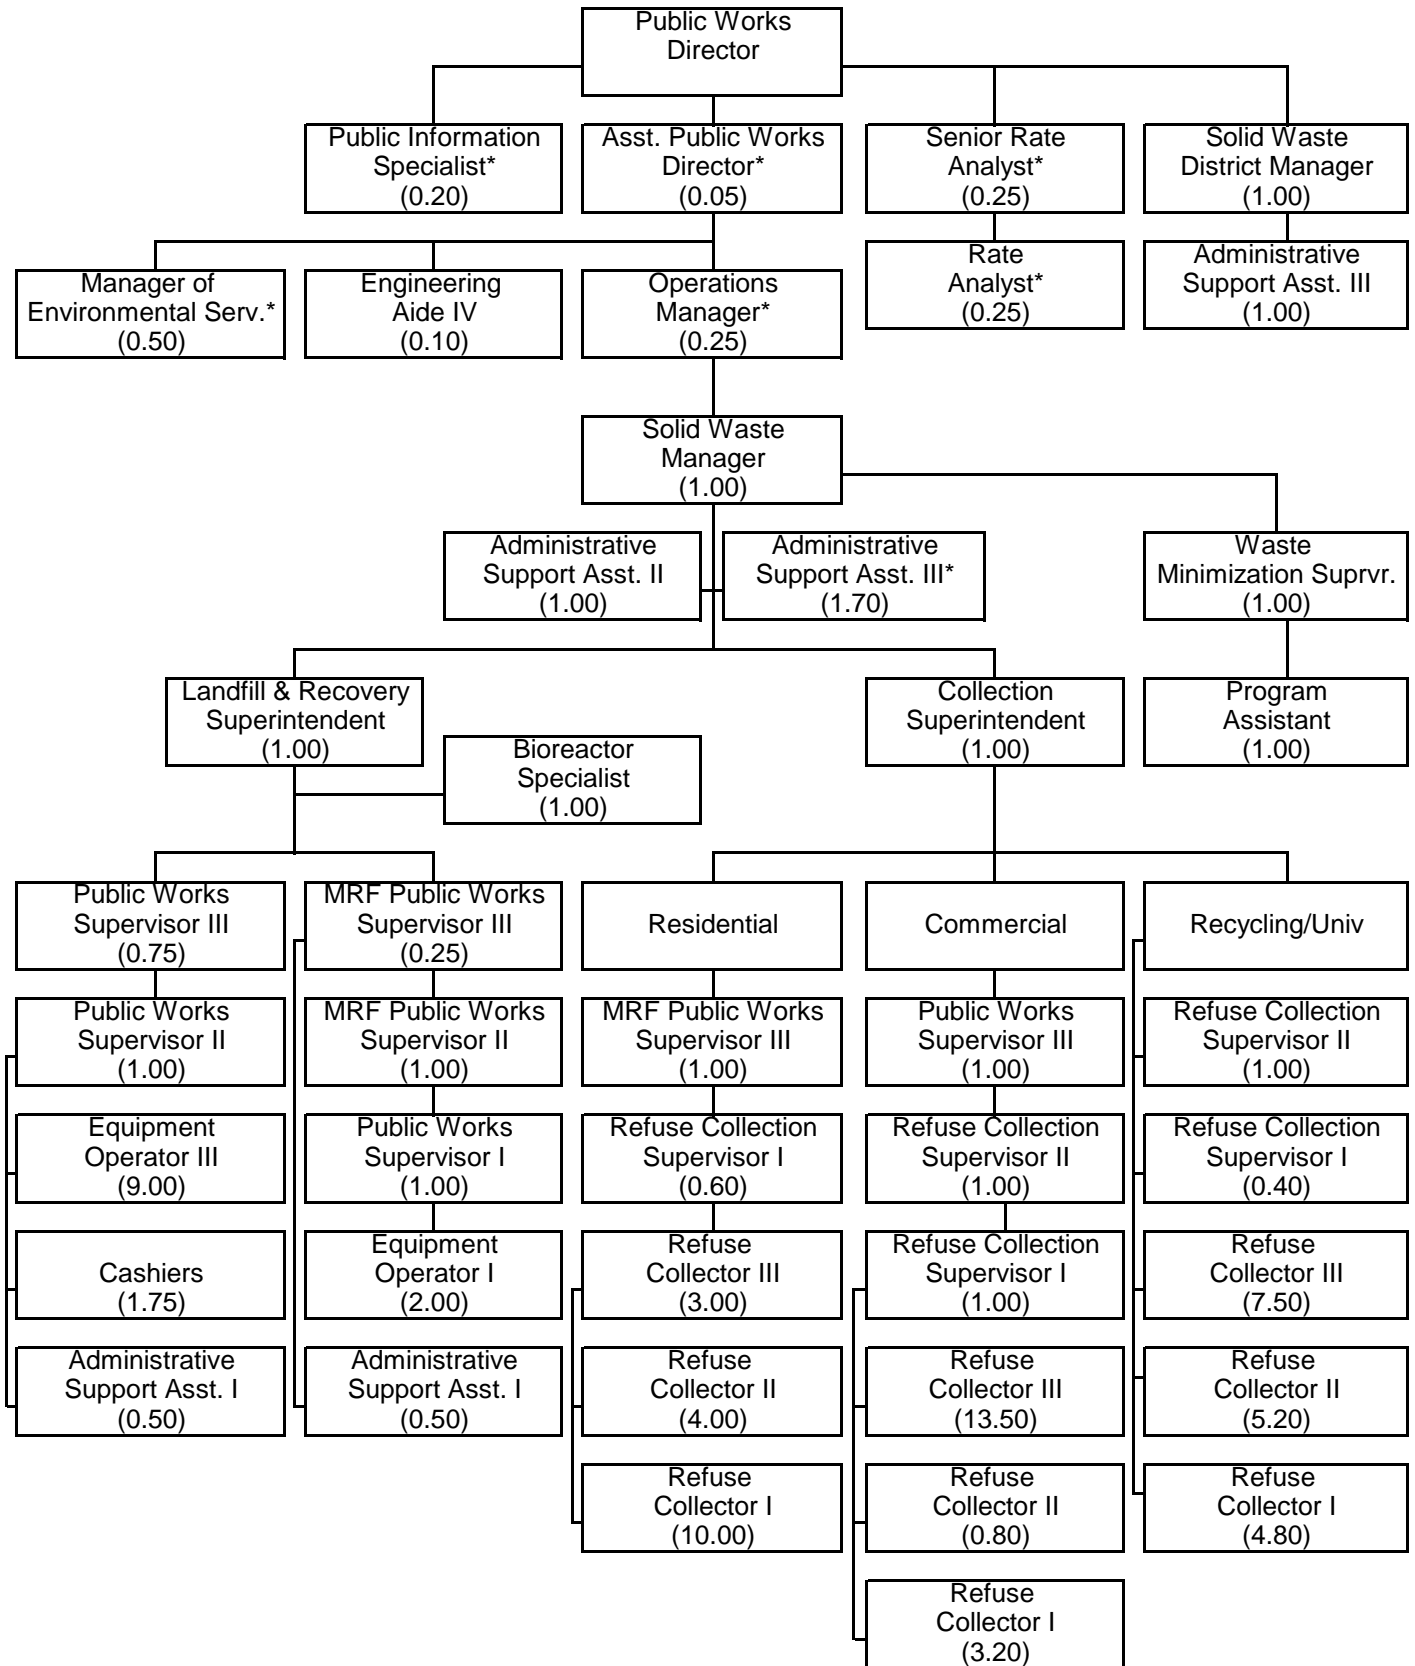 Public Works
Director
Public Information
Specialist*
(0.20)
Asst. Public Works
Director*
(0.05)
Senior Rate
Analyst*
(0.25)
Solid Waste
District Manager
(1.00)
Manager of
Environmental Serv.*
(0.50)
Engineering
Aide IV
(0.10)
Operations
Manager*
(0.25)
Rate
Analyst*
(0.25)
Administrative
Support Asst. III
(1.00)
Solid Waste
Manager
(1.00)
Administrative
Support Asst. II
(1.00)
Administrative
Support Asst. III*
(1.70)
Waste
Minimization Suprvr.
(1.00)
Landfill & Recovery
Superintendent
(1.00)
Collection
Superintendent
(1.00)
Program
Assistant
(1.00)
Bioreactor
Specialist
(1.00)
Public Works
Supervisor III
(0.75)
MRF Public Works
Supervisor III
(0.25)
Residential
Commercial
Recycling/Univ
Public Works
Supervisor II
(1.00)
MRF Public Works
Supervisor II
(1.00)
MRF Public Works
Supervisor III
(1.00)
Public Works
Supervisor III
(1.00)
Refuse Collection
Supervisor II
(1.00)
Equipment
Operator III
(9.00)
Public Works
Supervisor I
(1.00)
Refuse Collection
Supervisor I
(0.60)
Refuse Collection
Supervisor II
(1.00)
Refuse Collection
Supervisor I
(0.40)
Cashiers
(1.75)
Equipment
Operator I
(2.00)
Refuse
Collector III
(3.00)
Refuse Collection
Supervisor I
(1.00)
Refuse
Collector III
(7.50)
Administrative
Support Asst. I
(0.50)
Administrative
Support Asst. I
(0.50)
Refuse
Collector II
(4.00)
Refuse
Collector III
(13.50)
Refuse
Collector II
(5.20)
Refuse
Collector I
(10.00)
Refuse
Collector II
(0.80)
Refuse
Collector I
(4.80)
Refuse
Collector I
(3.20)